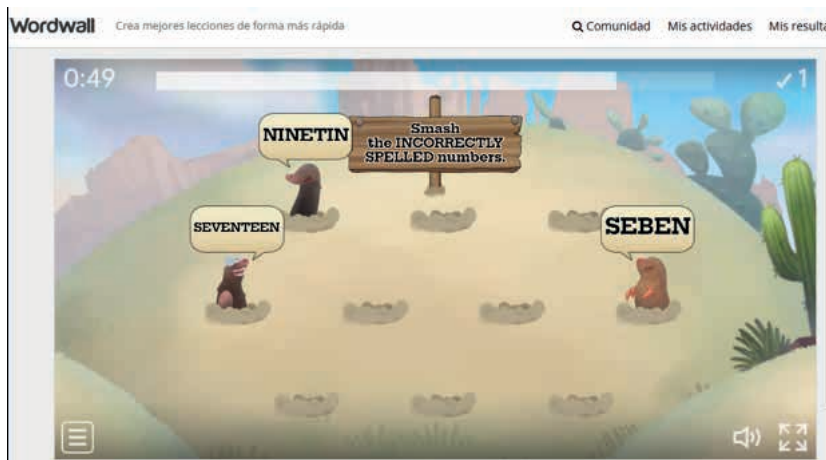 Wordwall Crea mejores lecciones de forma más rápida Comunidad Mis actividades Mis resulta
0:49 ✓1
NINETIN
Smash
the INCORRECTLY
SPELLED numbers.
SEVENTEEN
SEBEN